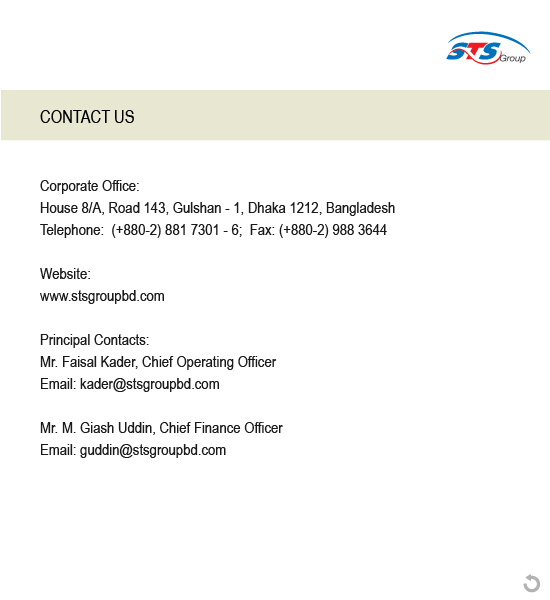 STS Group
CONTACT US
Corporate Office:
House 8/A, Road 143, Gulshan - 1, Dhaka 1212, Bangladesh
Telephone:  (+880-2) 881 7301 - 6;  Fax: (+880-2) 988 3644
Website:
www.stsgroupbd.com
Principal Contacts:
Mr. Faisal Kader, Chief Operating Officer
Email: kader@stsgroupbd.com
Mr. M. Giash Uddin, Chief Finance Officer
Email: guddin@stsgroupbd.com